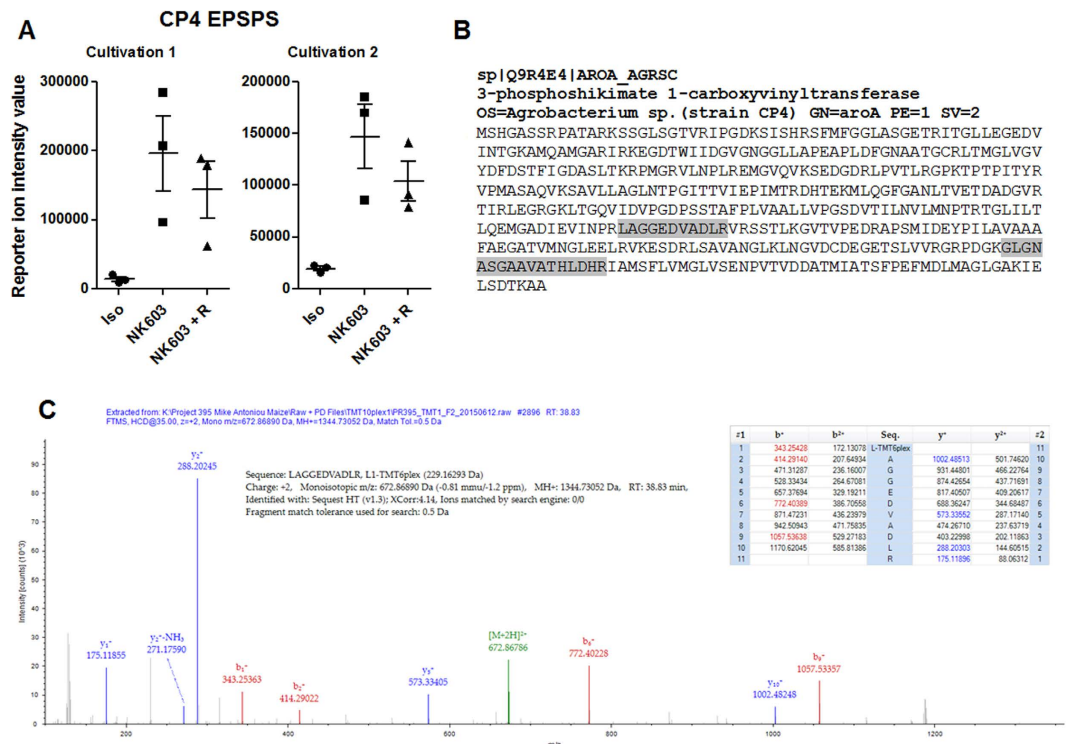 CP4 EPSPS
A
Cultivation 1
Cultivation 2
Reporter ion intensity value
300000
200000
100000
0
Iso
NK603
NK603 + R
200000
150000
100000
50000
0
Iso
NK603
NK603 + R
B
sp|Q9R4E4|AROA_AGRSC
3-phosphoshikimate 1-carboxyvinyltransferase
OS=Agrobacterium sp.(strain CP4) GN=aroA PE=1 SV=2
MSHGASSRPATARKSSGLSGTVRIPGDKSISHRSFMFGGLASGETRITGLLEGEDV
INTGKAMQAMGARIRKEGDTWIIDGVGNGGLLAPEAPLDFGNAATGCRLTMGLVGV
YDFDSTFIGDASLTKRPMGRVLNPLREMGVQVKSEDGDRLPVTLRGPKTPTPITYR
VPMASAQVKSAVLLAGLNTPGITTVIEPIMTRDHTEKMLQGFGANLTVETDADGVR
TIRLEGRGKLTGQVIDVPGDPSSTAFPLVAALLVPGSDVTILNVLMNPTRTGLILT
LQEMGADIEVINPRLAGGEDVADLRVRSSTLKGVTVPEDRAPSMIDEYPILAVAAA
FAEGATVMNGLEELRVKESDRLSAVANGLKLNGVDCDEGETSLVVRGRPDGKGLGN
ASGAAVATHLDHRIAMSFLVMGLVSENPVTVDDATMIATSFPEFMDLMAGLGAKIE
LSDTKAA
C
Extracted from: K:\Project 395 Mike Antoniou Maize\Raw + PD Files\TMT10plex1\PR395_TMT1_F2_20150612.raw #2896 RT: 38.83
FTMS, HCD@35.00, z=+2, Mono m/z=672.86890 Da, MH+=1344.73052 Da, Match Tol.=0.5 Da
Sequence: LAGGEDVADLR, L1-TMT6plex (229.16293 Da)
Charge: +2, Monoisotopic m/z: 672.86890 Da (-0.81 mmu/-1.2 ppm), MH+: 1344.73052 Da, RT: 38.83 min,
Identified with: Sequest HT (v1.3); XCorr:4.14, Ions matched by search engine: 0/0
Fragment match tolerance used for search: 0.5 Da
#1 b⁺ b²⁺ Seq. y⁺ y²⁺ #2
1 343.25428 172.13078 L-TMT6plex 11
2 414.29140 207.64934 A 1002.48513 501.74620 10
3 471.31287 236.16007 G 931.44801 466.22764 9
4 528.33434 264.67081 G 874.42654 437.71691 8
5 657.37694 329.19211 E 817.40507 409.20617 7
6 772.40389 386.70558 D 688.36247 344.68487 6
7 871.47231 436.23979 V 573.33552 287.17140 5
8 942.50943 471.75835 A 474.26710 237.63719 4
9 1057.53638 529.27183 D 403.22998 202.11863 3
10 1170.62045 585.81386 L 288.20303 144.60515 2
11 R 175.11896 88.06312 1
Intensity [counts] (10^3)
90
80
70
60
50
40
30
20
10
0
y₂⁺
288.20245
y₁⁺
175.11855
y₂⁺-NH₃
271.17590
b₁⁺
343.25363
b₂⁺
414.29022
y₅⁺
573.33405
[M+2H]²⁺
672.86786
b₆⁺
772.40228
y₁₀⁺
1002.48248
b₉⁺
1057.53357
200
400
600
800
1000
1200